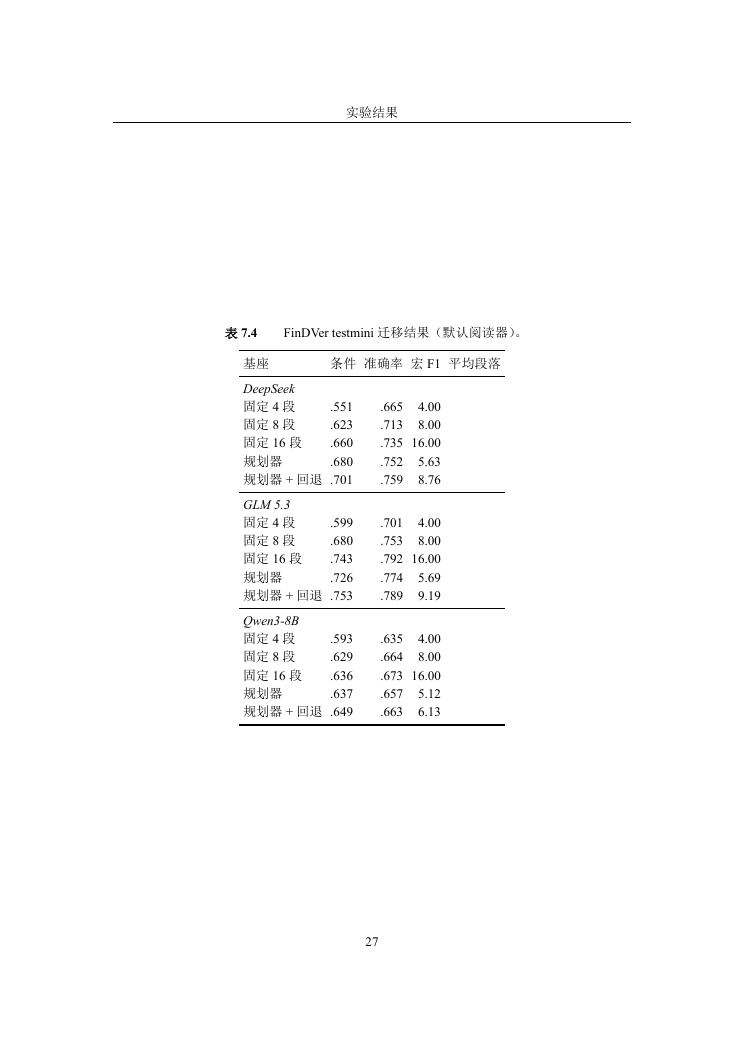 实验结果
表 7.4 FinDVer testmini 迁移结果（默认阅读器）。
基座 条件 准确率 宏 F1 平均段落
DeepSeek
固定 4 段 .551 .665 4.00
固定 8 段 .623 .713 8.00
固定 16 段 .660 .735 16.00
规划器 .680 .752 5.63
规划器 + 回退 .701 .759 8.76
GLM 5.3
固定 4 段 .599 .701 4.00
固定 8 段 .680 .753 8.00
固定 16 段 .743 .792 16.00
规划器 .726 .774 5.69
规划器 + 回退 .753 .789 9.19
Qwen3-8B
固定 4 段 .593 .635 4.00
固定 8 段 .629 .664 8.00
固定 16 段 .636 .673 16.00
规划器 .637 .657 5.12
规划器 + 回退 .649 .663 6.13
27